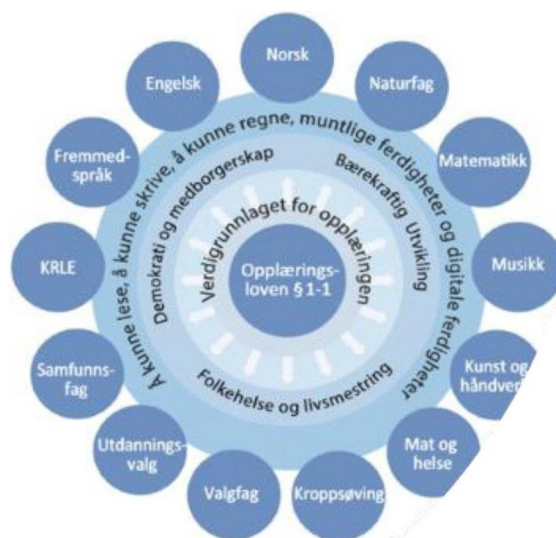 Norsk
Naturfag
Matematikk
Musikk
Kunst og
håndver
Mat og
helse
Kroppsøving
Valgfag
Utdannings-
valg
Samfunns-
fag
KRLE
Fremmed-
språk
Engelsk
Å kunne lese, å kunne skrive, å kunne regne, muntlige ferdigheter og digitale ferdigheter
Demokrati og medborgerskap
Bærekraftig Utvikling
Folkehelse og livsmestring
Verdigrunnlaget for opplæringen
Opplærings-
loven § 1-1